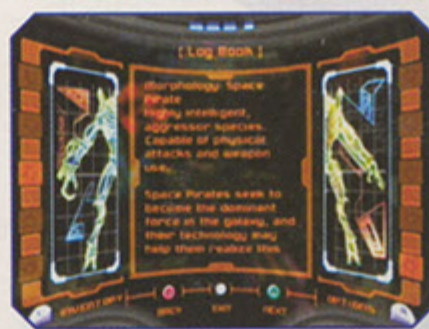 [ Log Book ]
Morphology: Space
Pirate
Highly intelligent,
aggressor species.
Capable of physical
attacks and weapon
use.
Space Pirates seek to
become the dominant
force in the galaxy, and
their technology may
help them realize this
INVENTORY
BACK
EXIT
NEXT
OPTIONS